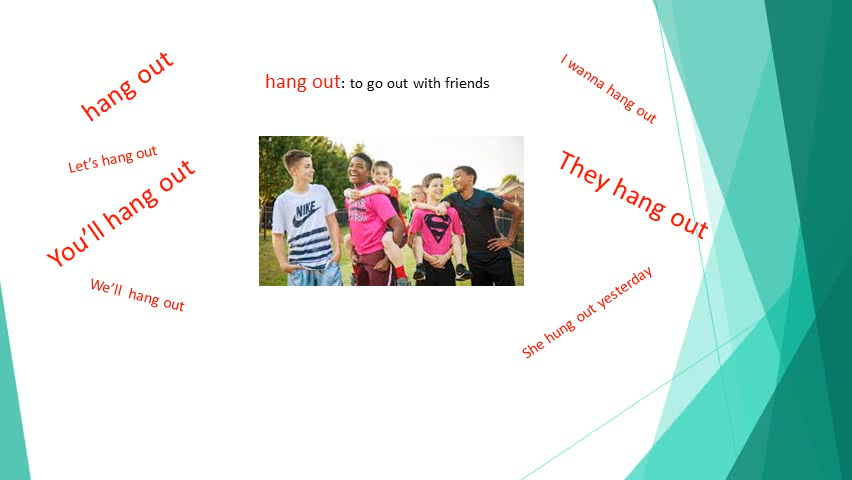 hang out
hang out: to go out with friends
I wanna hang out
Let's hang out
They hang out
You'll hang out
NIKE
We'll hang out
She hung out yesterday